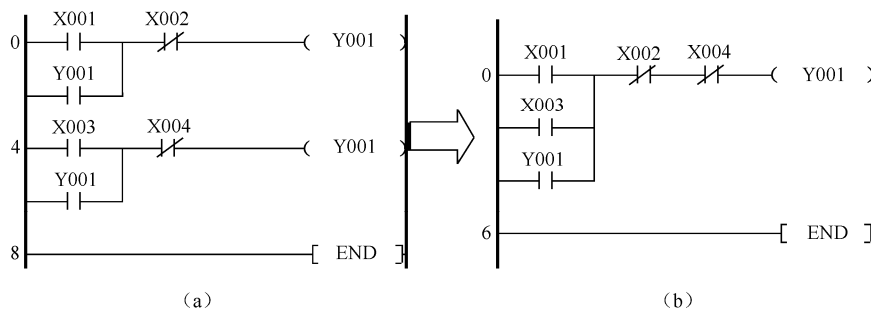 X001 X002
0 Y001
Y001
X003 X004
4 Y001
Y001
8 END
(a)
X001 X002 X004
0 Y001
X003
Y001
6 END
(b)